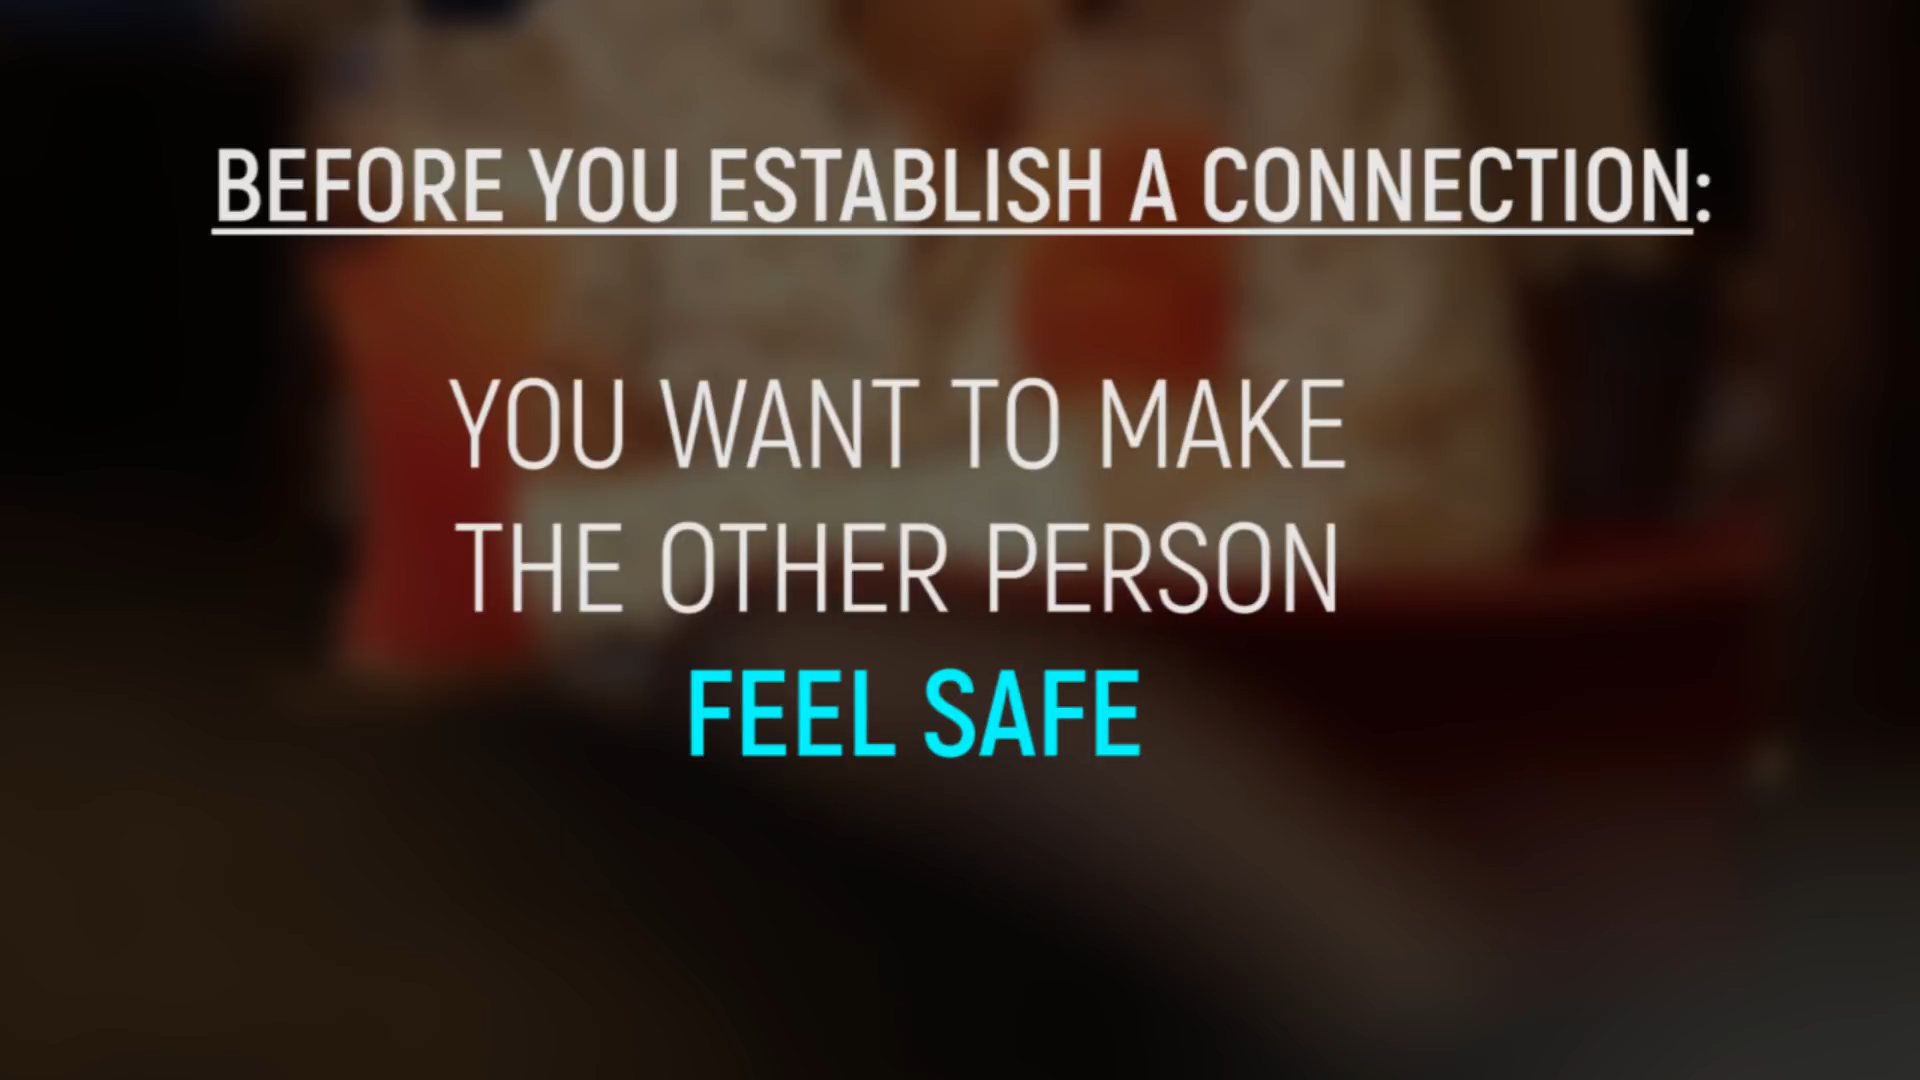 BEFORE YOU ESTABLISH A CONNECTION:
YOU WANT TO MAKE
THE OTHER PERSON
FEEL SAFE